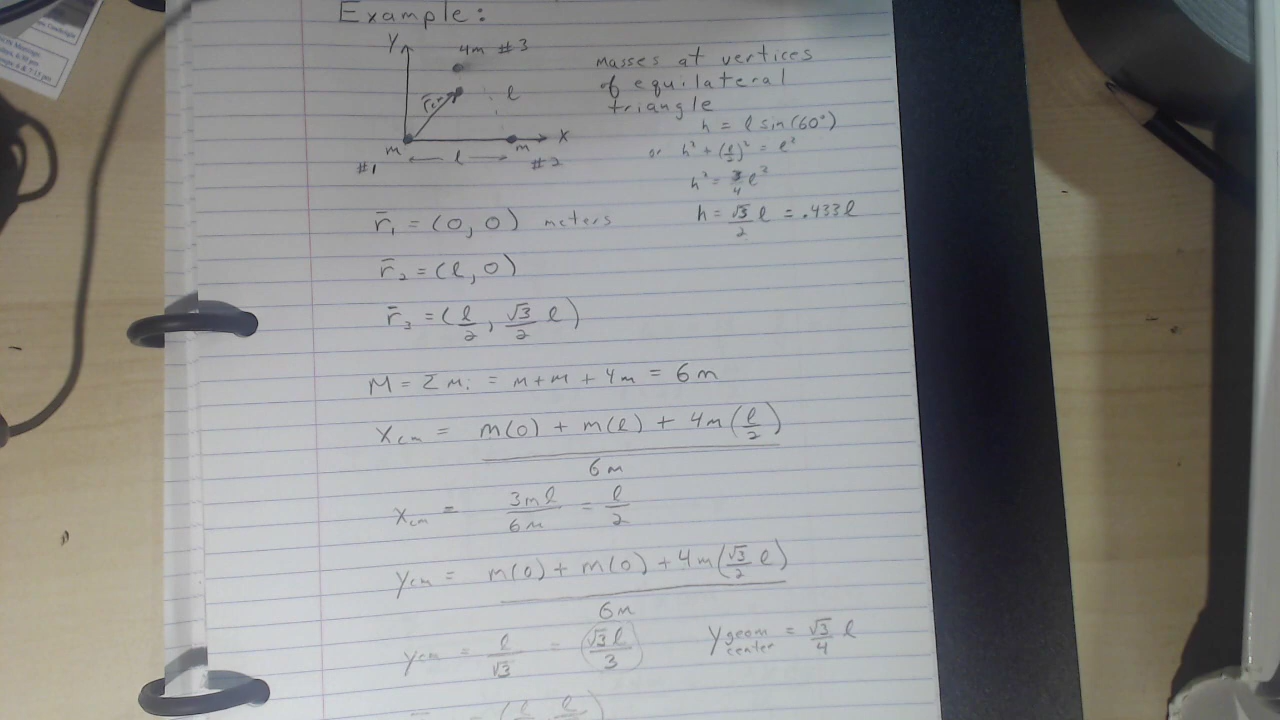 Example:
Y
4m #3
r̄cm
l
m
#1
l
m
#2
X
masses at vertices
of equilateral
triangle
h = l sin(60°)
or h² + (l/2)² = l²
h² = 3/4 l²
h = √3/2 l = .433l
r̄₁ = (0, 0) meters
r̄₂ = (l, 0)
r̄₃ = (l/2, √3/2 l)
M = Σ mᵢ = m + m + 4m = 6m
Xcm = m(0) + m(l) + 4m(l/2) / 6m
Xcm = 3ml/6m = l/2
ycm = m(0) + m(0) + 4m(√3/2 l) / 6m
ycm = l/√3 = √3 l/3
y geom center = √3/4 l